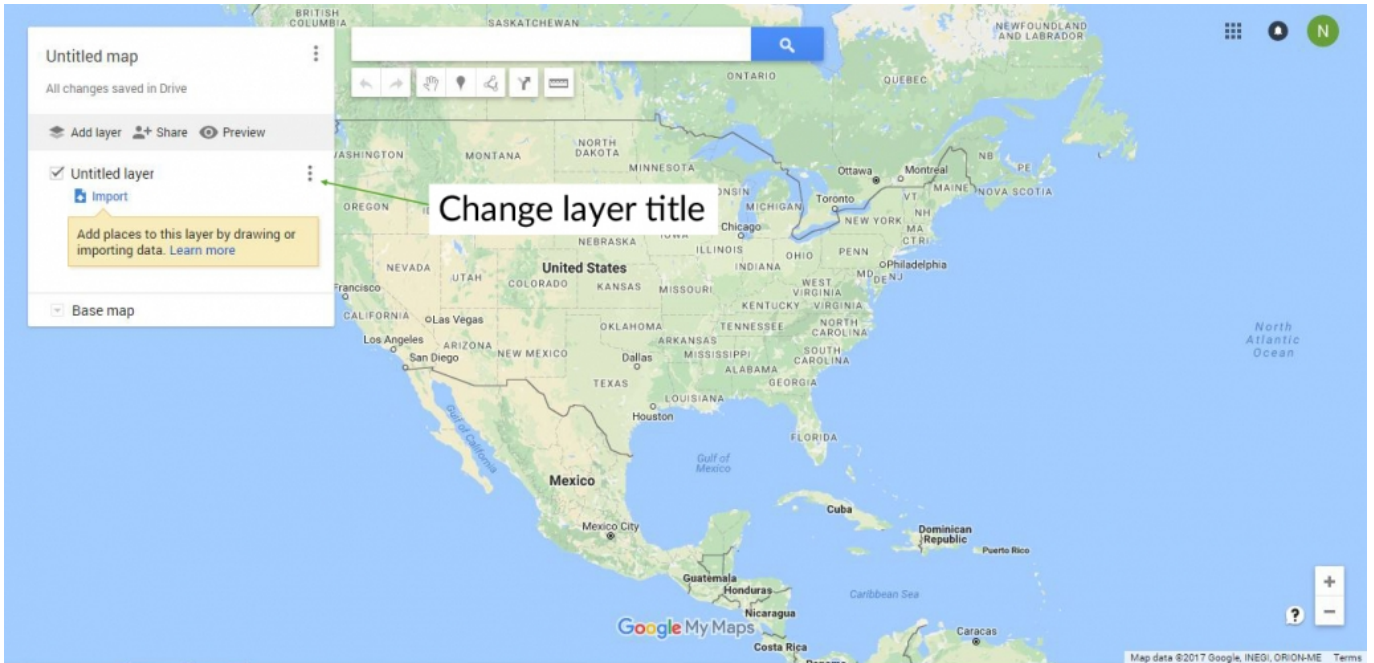 BRITISH
COLUMBIA
SASKATCHEWAN
NEWFOUNDLAND
AND LABRADOR
N
Untitled map
All changes saved in Drive
ONTARIO
QUEBEC
Add layer Share Preview
WASHINGTON
MONTANA
NORTH
DAKOTA
MINNESOTA
Ottawa
Montreal
NB
PE
Untitled layer
Import
OREGON
Change layer title
MICHIGAN
Toronto
VT
MAINE
NOVA SCOTIA
NH
NEW YORK
MA
CT RI
Chicago
Add places to this layer by drawing or
importing data. Learn more
NEBRASKA
IOWA
ILLINOIS
OHIO
PENN
NEVADA
UTAH
COLORADO
United States
KANSAS
MISSOURI
INDIANA
WEST
VIRGINIA
MD
DE
NJ
Philadelphia
Francisco
KENTUCKY
VIRGINIA
Base map
CALIFORNIA
Las Vegas
OKLAHOMA
TENNESSEE
NORTH
CAROLINA
North
Atlantic
Ocean
Los Angeles
ARIZONA
NEW MEXICO
ARKANSAS
San Diego
Dallas
MISSISSIPPI
SOUTH
CAROLINA
ALABAMA
TEXAS
GEORGIA
LOUISIANA
Houston
Gulf of California
FLORIDA
Gulf of
Mexico
Mexico
Cuba
Mexico City
Dominican
Republic
Puerto Rico
Guatemala
Honduras
Caribbean Sea
Nicaragua
Google My Maps
Costa Rica
Caracas
Panama
+
?
−
Map data ©2017 Google, INEGI, ORION-ME Terms